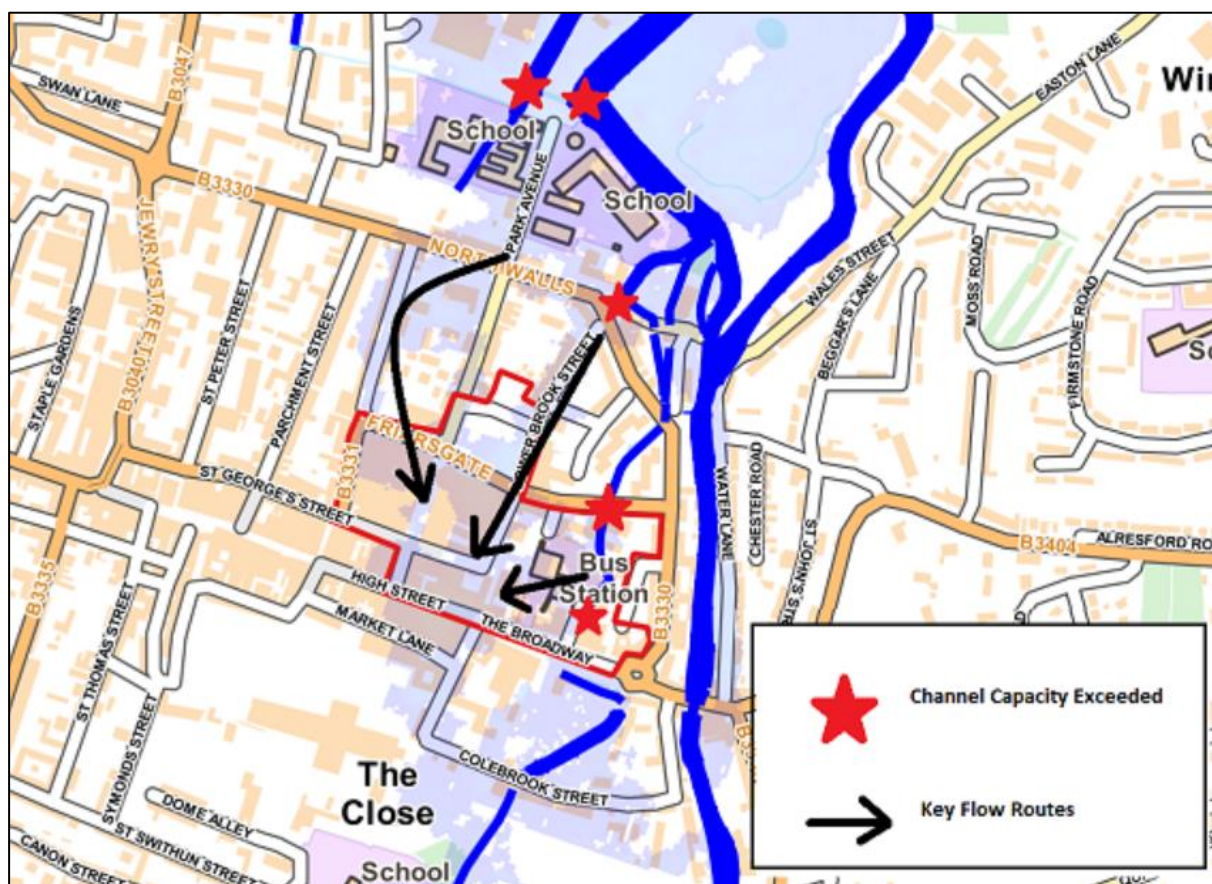 SWAN LANE
B3047
EASTON LANE
School
School
B3330
JEWRY STREET
PARK AVENUE
NORTH WALLS
WALES STREET
BEGGAR'S LANE
MOSS ROAD
FIRMSTONE ROAD
STAPLE GARDENS
ST PETER STREET
PARCHMENT STREET
B3040
FRIARSGATE
B3331
ST GEORGE'S STREET
WATER LANE
CHESTER ROAD
B3404
ALRESFORD
B3335
HIGH STREET
THE BROADWAY
MARKET LANE
Bus
Station
B3330
ST THOMAS STREET
SYMONDS STREET
COLEBROOK STREET
The
Close
DOME ALLEY
ST SWITHUN STREET
CANON STREET
School
Channel Capacity Exceeded
Key Flow Routes